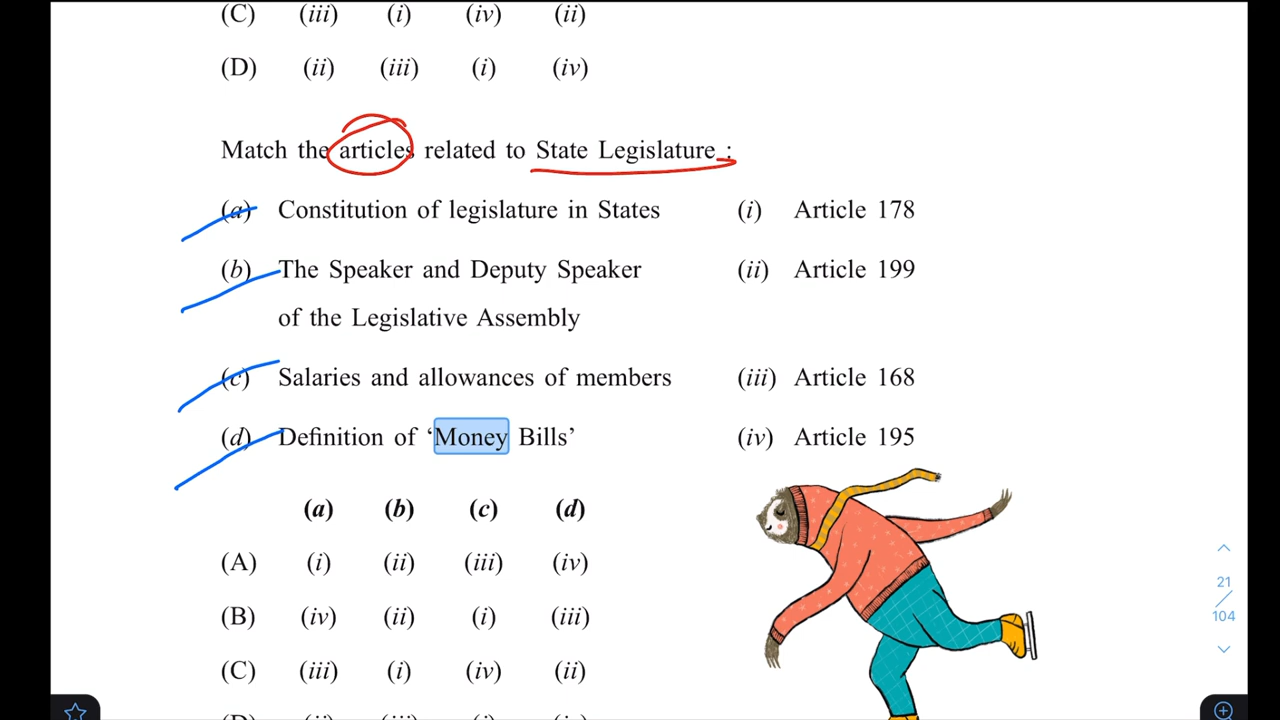 (C) (iii) (i) (iv) (ii)
(D) (ii) (iii) (i) (iv)
Match the articles related to State Legislature :
(a) Constitution of legislature in States (i) Article 178
(b) The Speaker and Deputy Speaker (ii) Article 199
of the Legislative Assembly
(c) Salaries and allowances of members (iii) Article 168
(d) Definition of ‘Money Bills’ (iv) Article 195
(a) (b) (c) (d)
(A) (i) (ii) (iii) (iv)
(B) (iv) (ii) (i) (iii)
(C) (iii) (i) (iv) (ii)
21
104